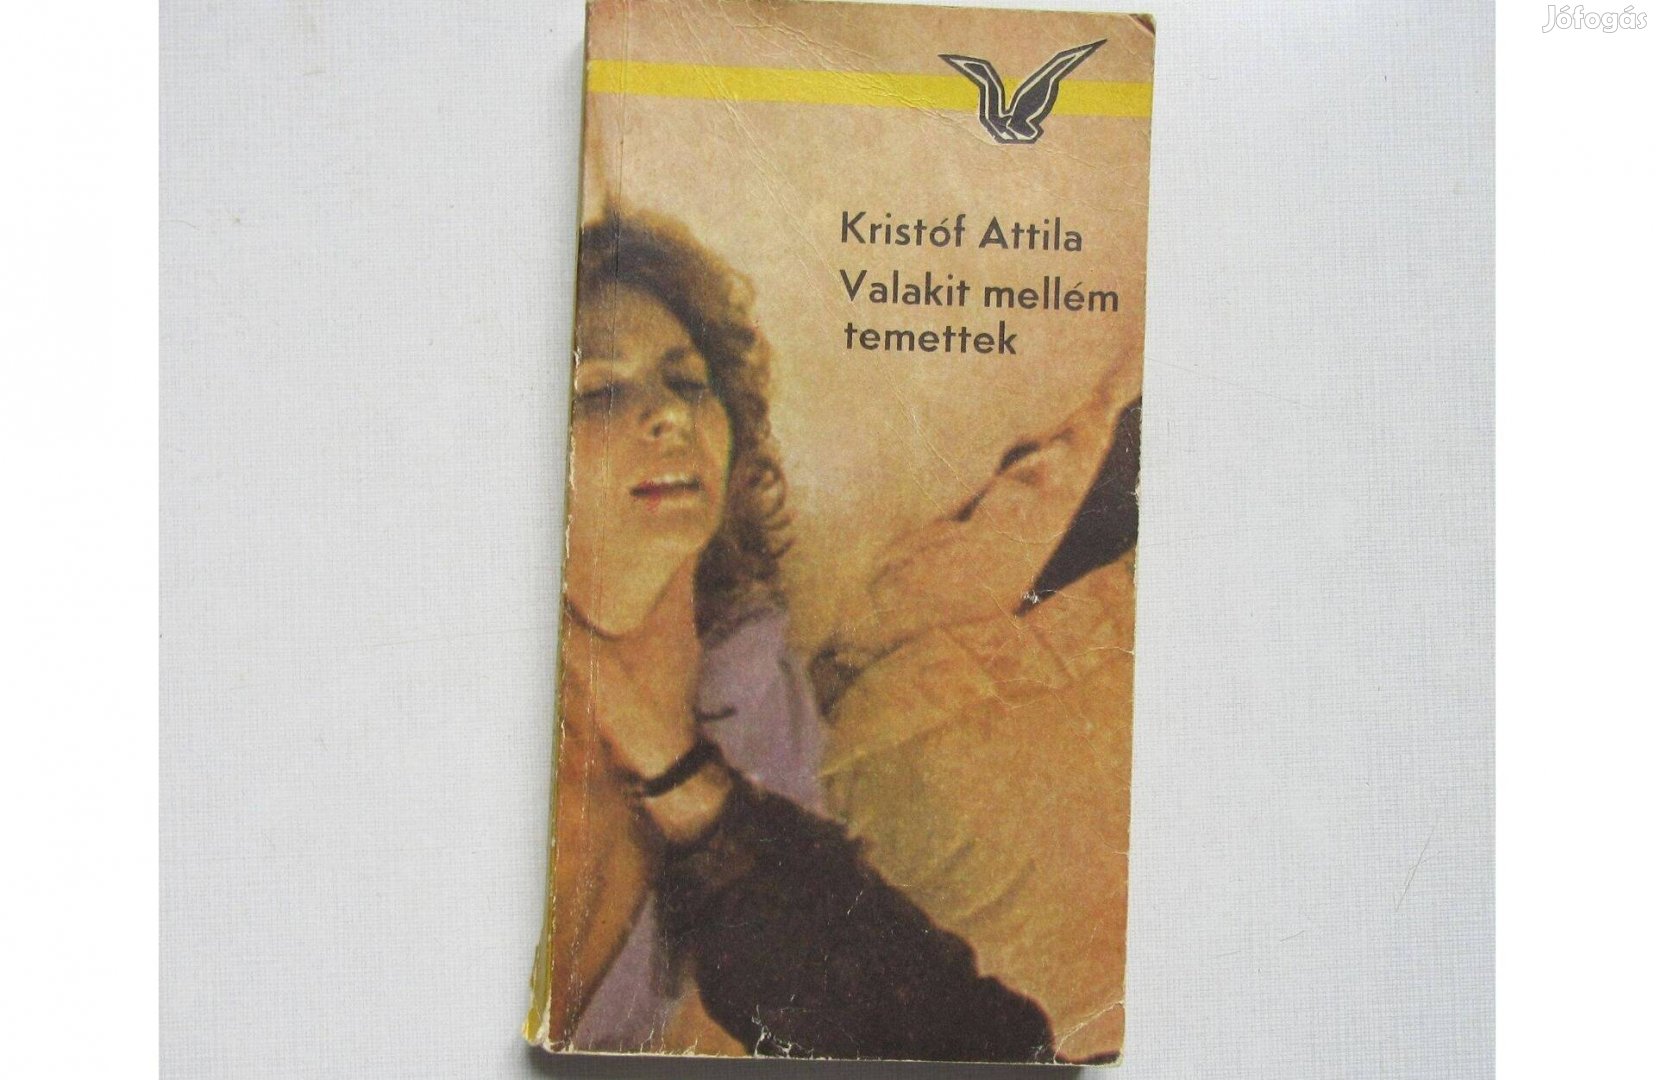 Jófogás
Kristóf Attila
Valakit mellém
temettek